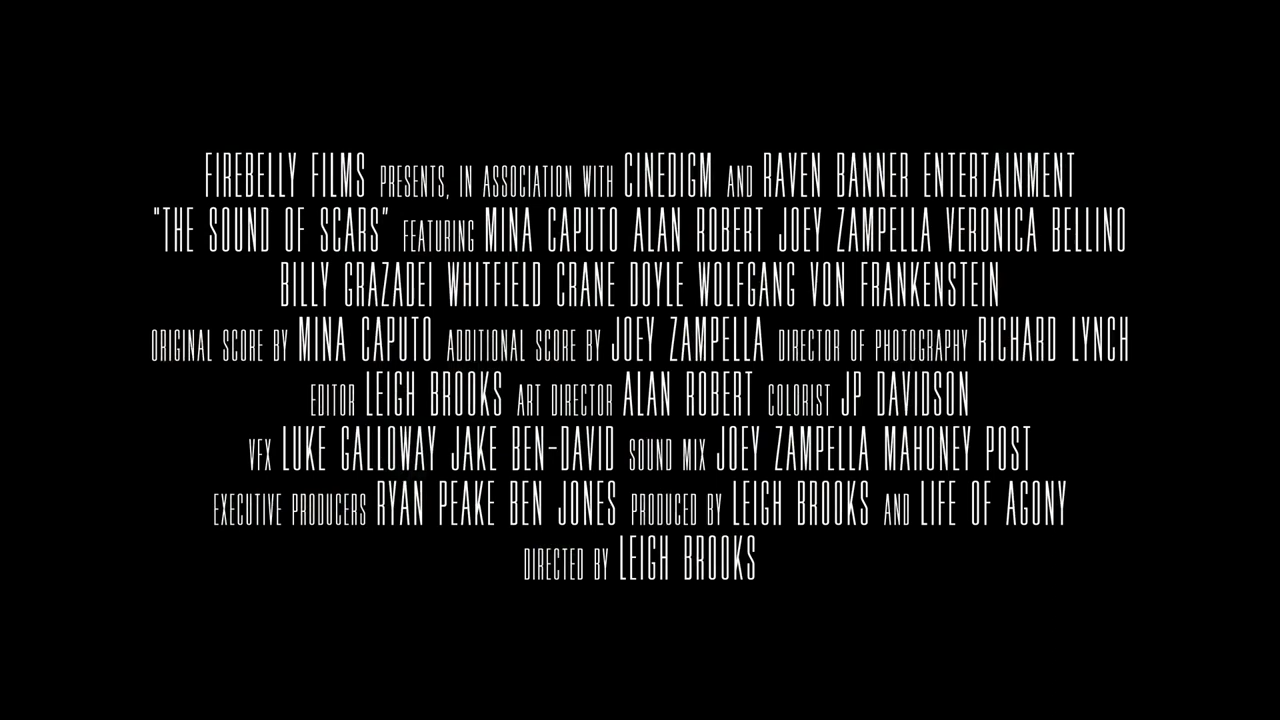 FIREBELLY FILMS PRESENTS, IN ASSOCIATION WITH CINEDIGM AND RAVEN BANNER ENTERTAINMENT
"THE SOUND OF SCARS" FEATURING MINA CAPUTO ALAN ROBERT JOEY ZAMPELLA VERONICA BELLINO
BILLY GRAZADEI WHITFIELD CRANE DOYLE WOLFGANG VON FRANKENSTEIN
ORIGINAL SCORE BY MINA CAPUTO ADDITIONAL SCORE BY JOEY ZAMPELLA DIRECTOR OF PHOTOGRAPHY RICHARD LYNCH
EDITOR LEIGH BROOKS ART DIRECTOR ALAN ROBERT COLORIST JP DAVIDSON
VFX LUKE GALLOWAY JAKE BEN-DAVID SOUND MIX JOEY ZAMPELLA MAHONEY POST
EXECUTIVE PRODUCERS RYAN PEAKE BEN JONES PRODUCED BY LEIGH BROOKS AND LIFE OF AGONY
DIRECTED BY LEIGH BROOKS